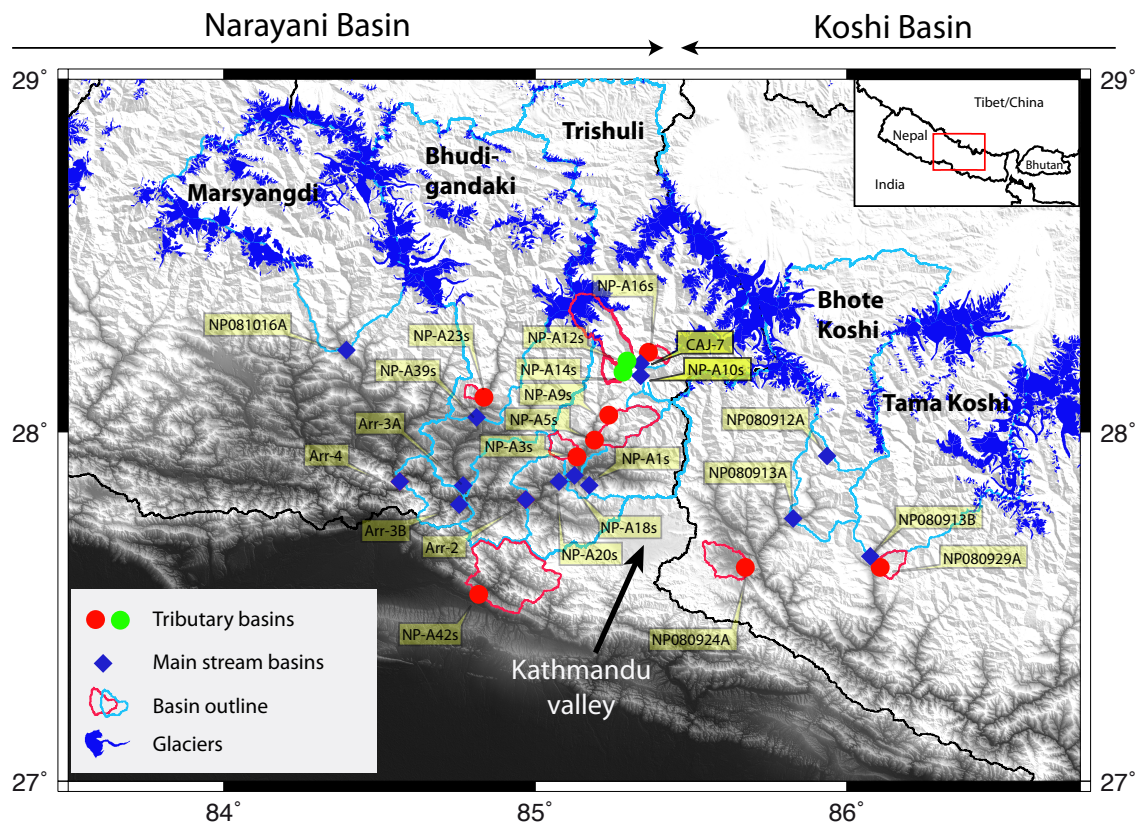 Narayani Basin
Koshi Basin
29˚
29˚
Tibet/China
Nepal
Bhutan
India
Trishuli
Bhudi-
gandaki
Marsyangdi
Bhote
Koshi
Tama Koshi
NP-A16s
NP081016A
NP-A23s
NP-A12s
CAJ-7
NP-A39s
NP-A14s
NP-A10s
NP-A9s
Arr-3A
NP-A5s
NP080912A
28˚
28˚
NP-A3s
Arr-4
NP-A1s
NP080913A
Arr-3B
Arr-2
NP-A18s
NP-A20s
NP080913B
NP080929A
NP-A42s
NP080924A
Kathmandu
valley
Tributary basins
Main stream basins
Basin outline
Glaciers
27˚
27˚
84˚
85˚
86˚